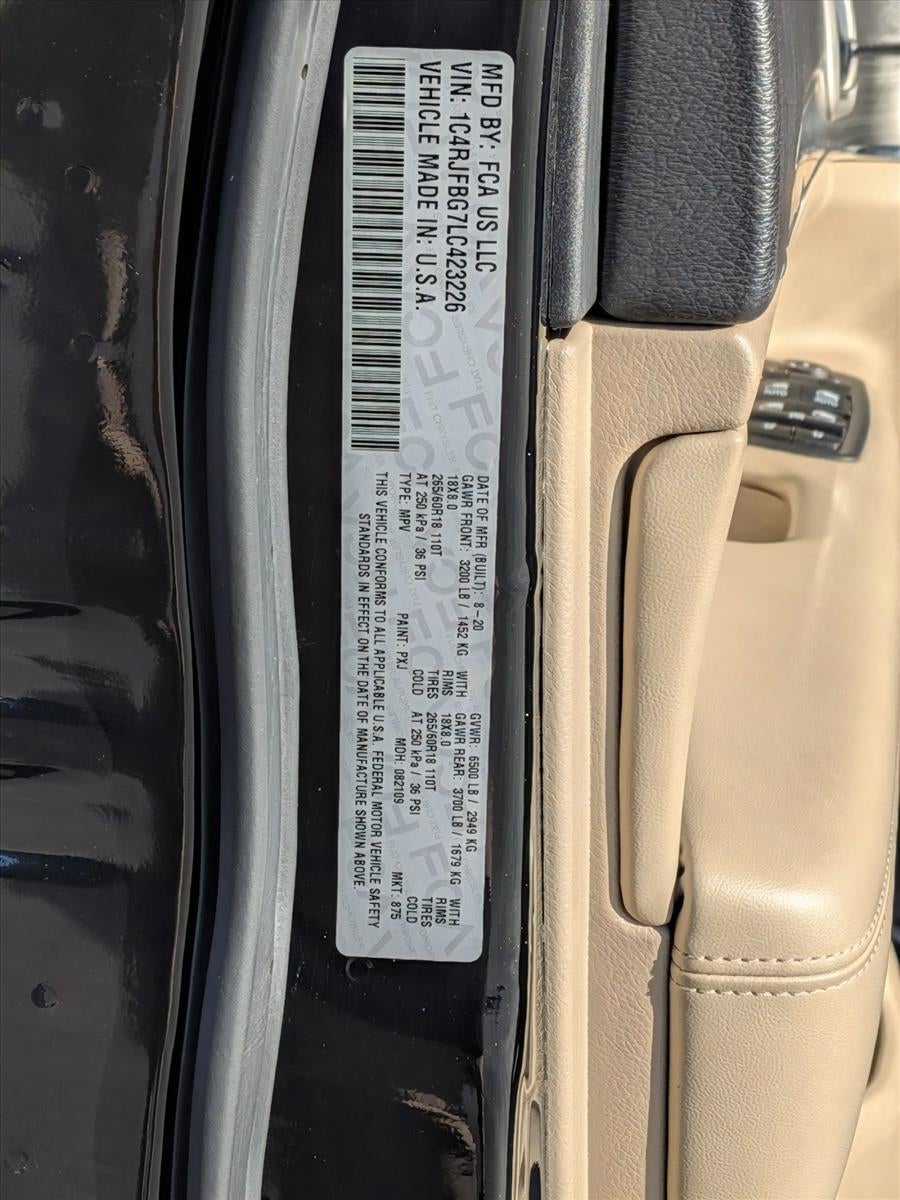 MFD BY: FCA US LLC
VIN: 1C4RJFBG7LC423226
VEHICLE MADE IN: U.S.A.
DATE OF MFR (BUILT): 8-20 GVWR: 6500 LB / 2949 KG
GAWR FRONT: 3200 LB / 1452 KG WITH GAWR REAR: 3700 LB / 1679 KG WITH
18X8.0 RIMS 18X8.0 RIMS
265/60R18 110T TIRES 265/60R18 110T TIRES
AT 250 kPa / 36 PSI COLD AT 250 kPa / 36 PSI COLD
TYPE: MPV PAINT: PXJ MDH: 082109 MKT: 875
THIS VEHICLE CONFORMS TO ALL APPLICABLE U.S.A. FEDERAL MOTOR VEHICLE SAFETY
STANDARDS IN EFFECT ON THE DATE OF MANUFACTURE SHOWN ABOVE.
AUTO
AUTO